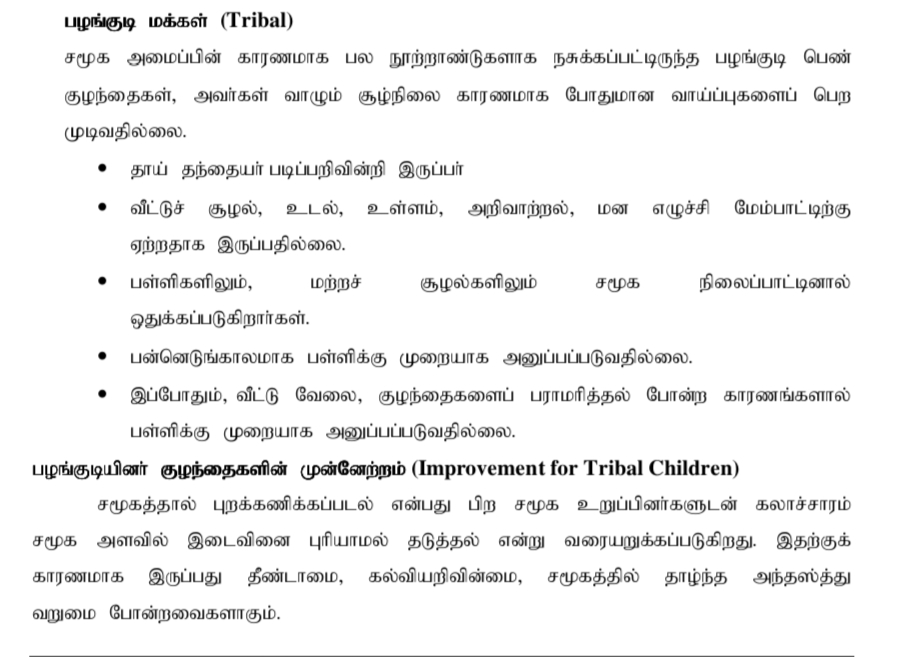 பழங்குடி மக்கள் (Tribal)
சமூக அமைப்பின் காரணமாக பல நூற்றாண்டுகளாக நசுக்கப்பட்டிருந்த பழங்குடி பெண்
குழந்தைகள், அவர்கள் வாழும் சூழ்நிலை காரணமாக போதுமான வாய்ப்புகளைப் பெற
முடிவதில்லை.
• தாய் தந்தையர் படிப்பறிவின்றி இருப்பர்
• வீட்டுச் சூழல், உடல், உள்ளம், அறிவாற்றல், மன எழுச்சி மேம்பாட்டிற்கு
ஏற்றதாக இருப்பதில்லை.
• பள்ளிகளிலும், மற்றச் சூழல்களிலும் சமூக நிலைப்பாட்டினால்
ஒதுக்கப்படுகிறார்கள்.
• பன்னெடுங்காலமாக பள்ளிக்கு முறையாக அனுப்பப்படுவதில்லை.
• இப்போதும், வீட்டு வேலை, குழந்தைகளைப் பராமரித்தல் போன்ற காரணங்களால்
பள்ளிக்கு முறையாக அனுப்பப்படுவதில்லை.
பழங்குடியினர் குழந்தைகளின் முன்னேற்றம் (Improvement for Tribal Children)
சமூகத்தால் புறக்கணிக்கப்படல் என்பது பிற சமூக உறுப்பினர்களுடன் கலாச்சாரம்
சமூக அளவில் இடைவினை புரியாமல் தடுத்தல் என்று வரையறுக்கப்படுகிறது. இதற்குக்
காரணமாக இருப்பது தீண்டாமை, கல்வியறிவின்மை, சமூகத்தில் தாழ்ந்த அந்தஸ்த்து
வறுமை போன்றவைகளாகும்.